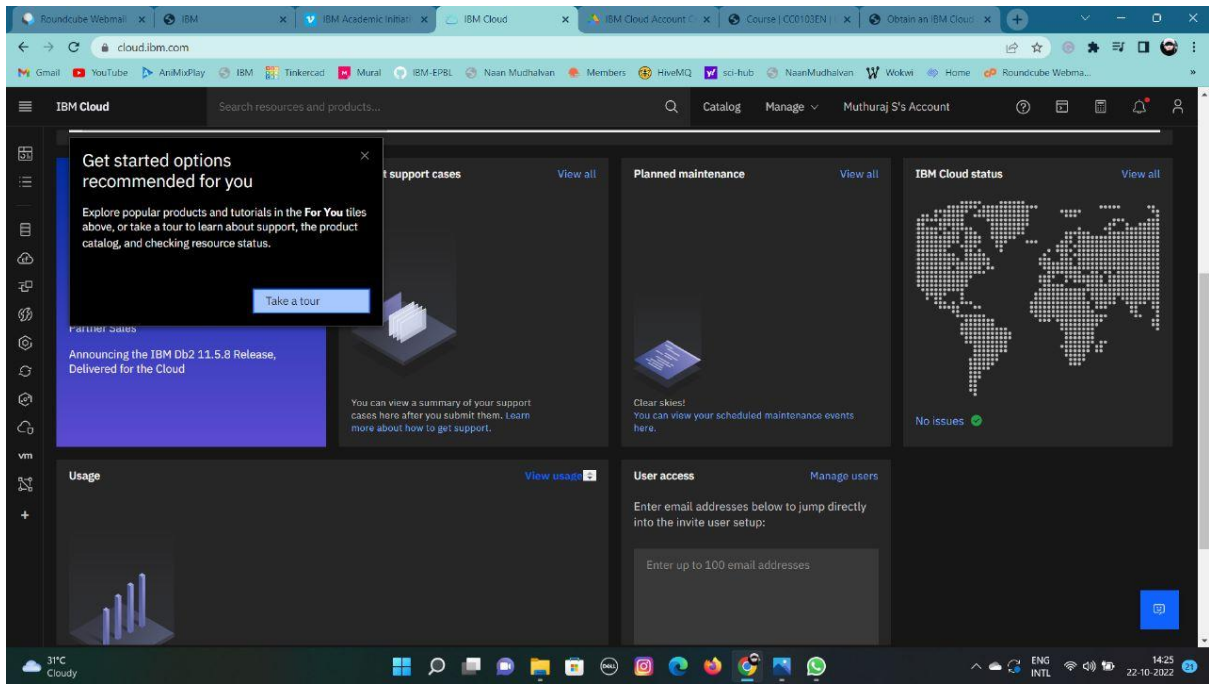 Roundcube Webmail
IBM
IBM Academic Initiati
IBM Cloud
IBM Cloud Account C
Course | CC0103EN |
Obtain an IBM Cloud
cloud.ibm.com
Gmail
YouTube
AniMixPlay
IBM
Tinkercad
Mural
IBM-EPBL
Naan Mudhalvan
Members
HiveMQ
sci-hub
NaanMudhalvan
Wokwi
Home
Roundcube Webma...
»
IBM Cloud
Search resources and products...
Catalog
Manage
Muthuraj S's Account
Get started options
recommended for you
Explore popular products and tutorials in the For You tiles
above, or take a tour to learn about support, the product
catalog, and checking resource status.
Take a tour
Partner Sales
Announcing the IBM Db2 11.5.8 Release,
Delivered for the Cloud
t support cases
View all
You can view a summary of your support
cases here after you submit them. Learn
more about how to get support.
Planned maintenance
View all
Clear skies!
You can view your scheduled maintenance events
here.
IBM Cloud status
View all
No issues
vm
Usage
View usage
User access
Manage users
Enter email addresses below to jump directly
into the invite user setup:
Enter up to 100 email addresses
31°C
Cloudy
DELL
ENG
INTL
14:25
22-10-2022
21